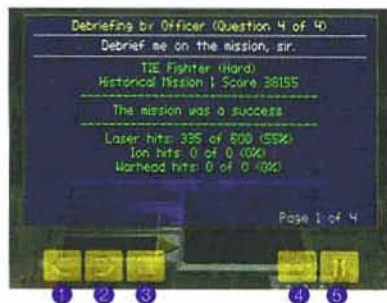 Debriefing by Officer (Question 4 of 4)
Debrief me on the mission, sir.
TIE Fighter (Hard)
Historical Mission 1 Score 38155
The mission was a success.
Laser hits: 335 of 600 (55%)
Ion hits: 0 of 0 (0%)
Warhead hits: 0 of 0 (0%)
Page 1 of 4
1 2 3 4 5